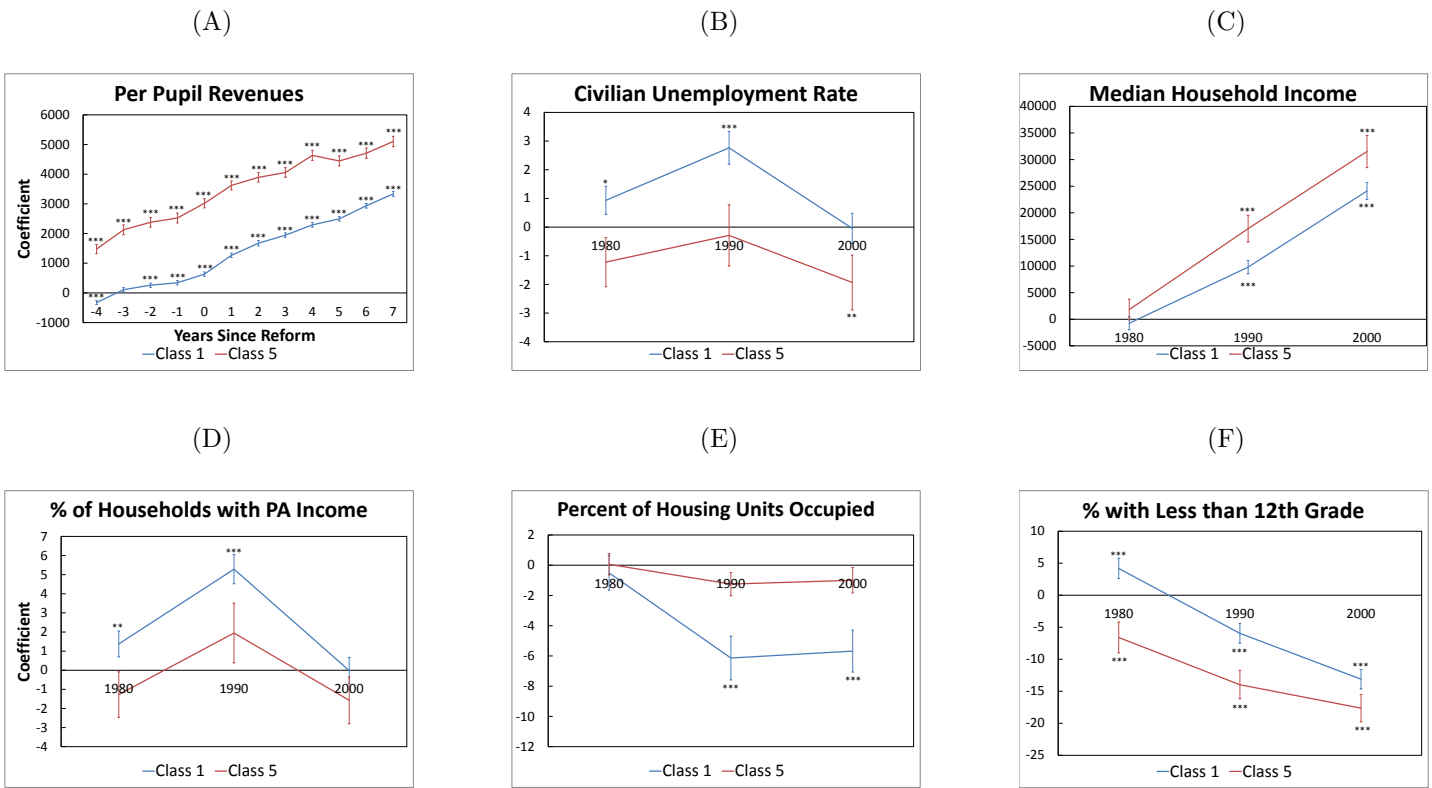 (A)
Per Pupil Revenues
Coefficient
6000
5000
4000
3000
2000
1000
0
-1000
*** *** *** *** *** *** *** *** *** *** *** ***
*** *** *** *** *** *** *** *** *** *** ***
-4 -3 -2 -1 0 1 2 3 4 5 6 7
Years Since Reform
Class 1 Class 5
(B)
Civilian Unemployment Rate
4
3
2
1
0
-1
-2
-3
-4
* ***
**
1980 1990 2000
Class 1 Class 5
(C)
Median Household Income
40000
35000
30000
25000
20000
15000
10000
5000
0
-5000
*** ***
*** ***
1980 1990 2000
Class 1 Class 5
(D)
% of Households with PA Income
Coefficient
7
6
5
4
3
2
1
0
-1
-2
-3
-4
** ***
1980 1990 2000
Class 1 Class 5
(E)
Percent of Housing Units Occupied
2
0
-2
-4
-6
-8
-10
-12
1980 1990 2000
*** ***
Class 1 Class 5
(F)
% with Less than 12th Grade
10
5
0
-5
-10
-15
-20
-25
*** *** ***
1980 1990 2000
*** *** ***
Class 1 Class 5